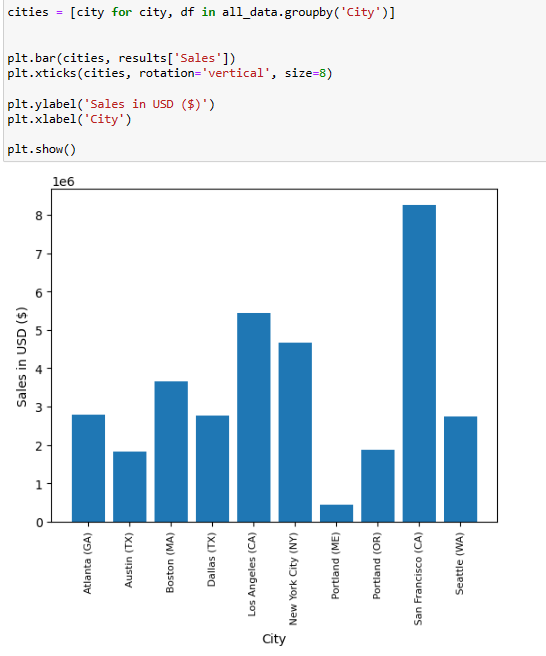 cities = [city for city, df in all_data.groupby('City')]
plt.bar(cities, results['Sales'])
plt.xticks(cities, rotation='vertical', size=8)
plt.ylabel('Sales in USD ($)')
plt.xlabel('City')
plt.show()
1e6
8
7
6
5
4
3
2
1
0
Sales in USD ($)
Atlanta (GA)
Austin (TX)
Boston (MA)
Dallas (TX)
Los Angeles (CA)
New York City (NY)
Portland (ME)
Portland (OR)
San Francisco (CA)
Seattle (WA)
City